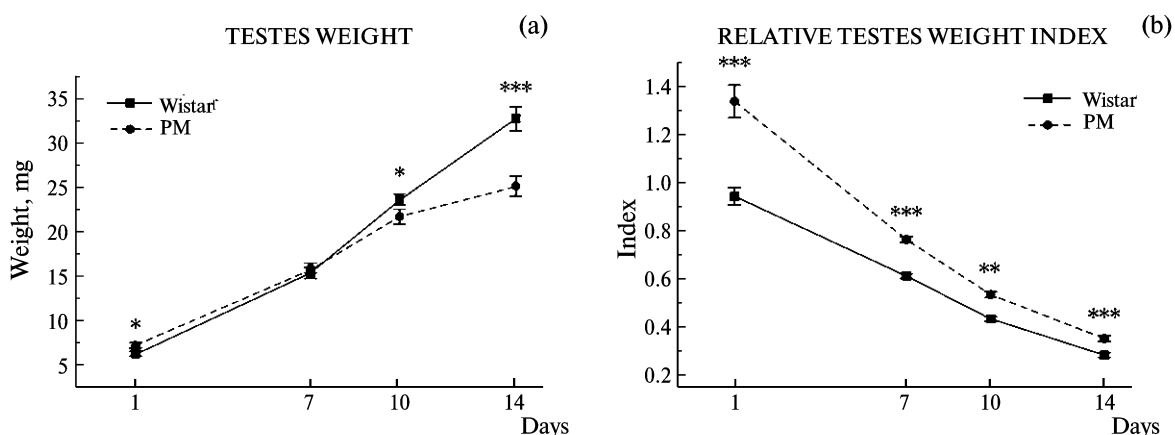 (a)
TESTES WEIGHT
Weight, mg
35
30
25
20
15
10
5
Wistar
PM
*
*
***
1 7 10 14
Days
(b)
RELATIVE TESTES WEIGHT INDEX
Index
1.4
1.2
1.0
0.8
0.6
0.4
0.2
Wistar
PM
***
***
**
***
1 7 10 14
Days